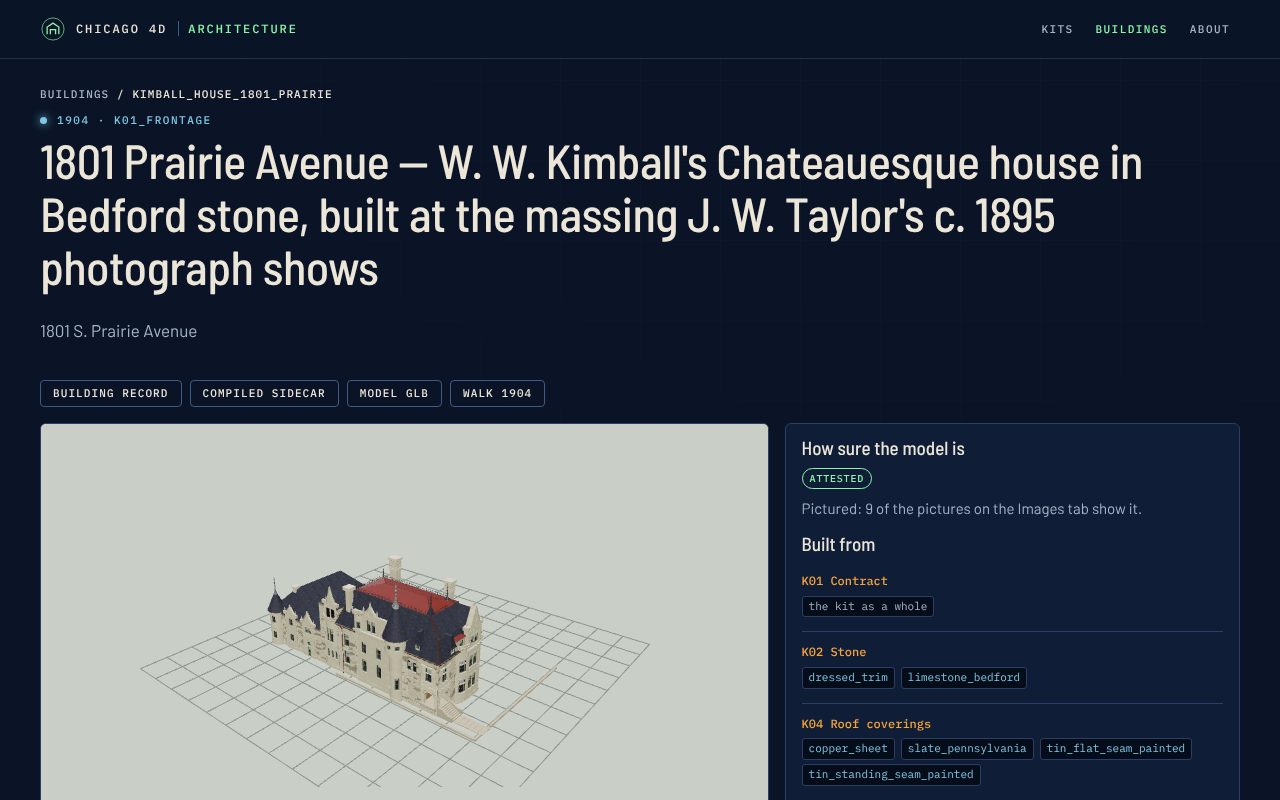 CHICAGO 4D | ARCHITECTURE
KITS BUILDINGS ABOUT
BUILDINGS / KIMBALL_HOUSE_1801_PRAIRIE
1904 · K01_FRONTAGE
1801 Prairie Avenue — W. W. Kimball's Chateauesque house in
Bedford stone, built at the massing J. W. Taylor's c. 1895
photograph shows
1801 S. Prairie Avenue
BUILDING RECORD
COMPILED SIDECAR
MODEL GLB
WALK 1904
How sure the model is
ATTESTED
Pictured: 9 of the pictures on the Images tab show it.
Built from
K01 Contract
the kit as a whole
K02 Stone
dressed_trim limestone_bedford
K04 Roof coverings
copper_sheet slate_pennsylvania tin_flat_seam_painted
tin_standing_seam_painted